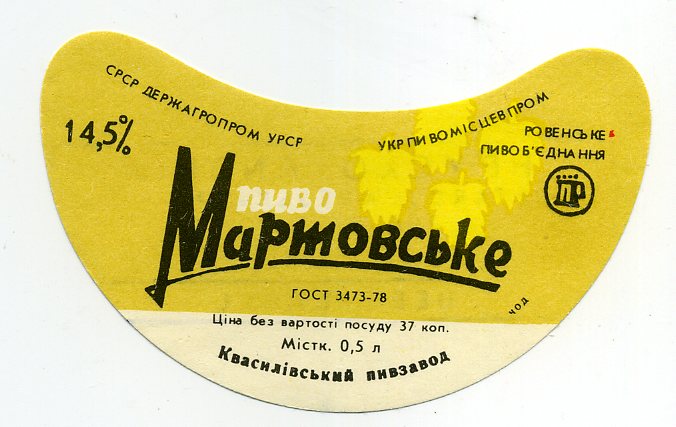 СРСР ДЕРЖАГРОПРОМ УРСР
УКРПИВОМІСЦЕВПРОМ
14,5%
РОВЕНСЬКЕ
ПИВОБ'ЄДНАННЯ
ПР
пиво
Мартовське
ГОСТ 3473-78
Ціна без вартості посуду 37 коп.
Містк. 0,5 л
Квасилівський пивзавод